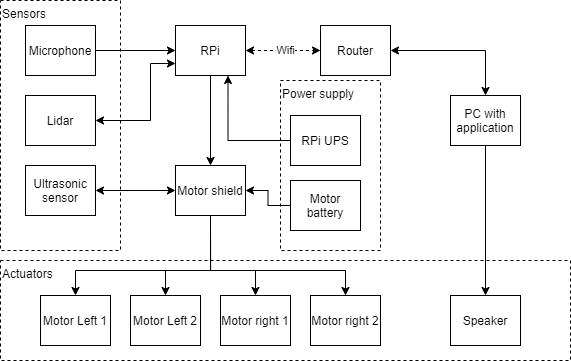 Sensors
Microphone
RPi
Wifi
Router
Power supply
Lidar
PC with
application
RPi UPS
Ultrasonic
sensor
Motor shield
Motor
battery
Actuators
Motor Left 1
Motor Left 2
Motor right 1
Motor right 2
Speaker